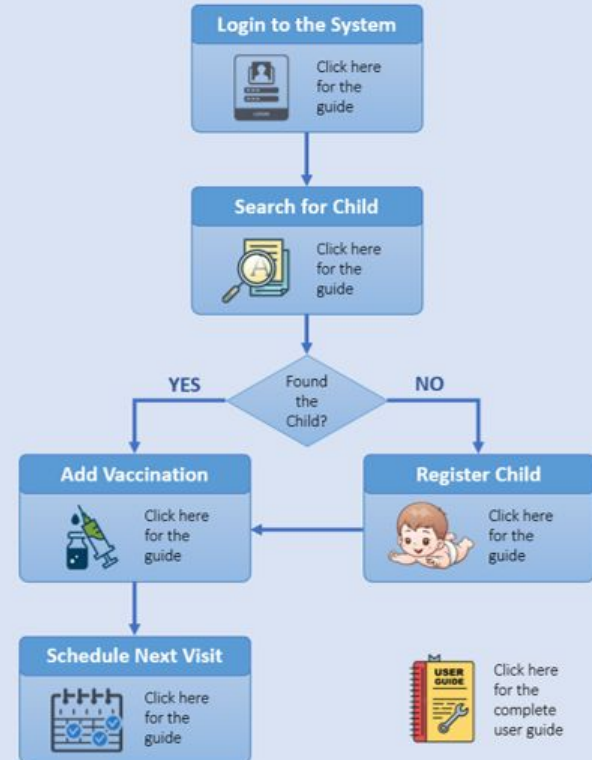 Login to the System
Click here
for the
guide
Search for Child
Click here
for the
guide
Found
the
Child?
YES
NO
Add Vaccination
Click here
for the
guide
Register Child
Click here
for the
guide
Schedule Next Visit
Click here
for the
guide
USER
GUIDE
Click here
for the
complete
user guide